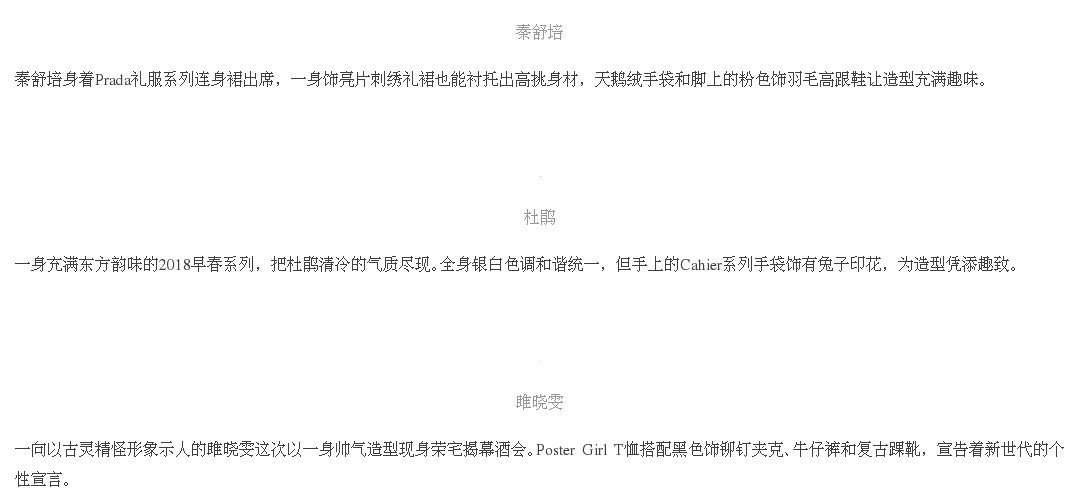 秦舒培
秦舒培身着Prada礼服系列连身裙出席，一身饰亮片刺绣礼裙也能衬托出高挑身材，天鹅绒手袋和脚上的粉色饰羽毛高跟鞋让造型充满趣味。
杜鹃
一身充满东方韵味的2018早春系列，把杜鹃清冷的气质尽现。全身银白色调和谐统一，但手上的Cahier系列手袋饰有兔子印花，为造型凭添趣致。
雎晓雯
一向以古灵精怪形象示人的雎晓雯这次以一身帅气造型现身荣宅揭幕酒会。Poster Girl T恤搭配黑色饰铆钉夹克、牛仔裤和复古踝靴，宣告着新世代的个
性宣言。